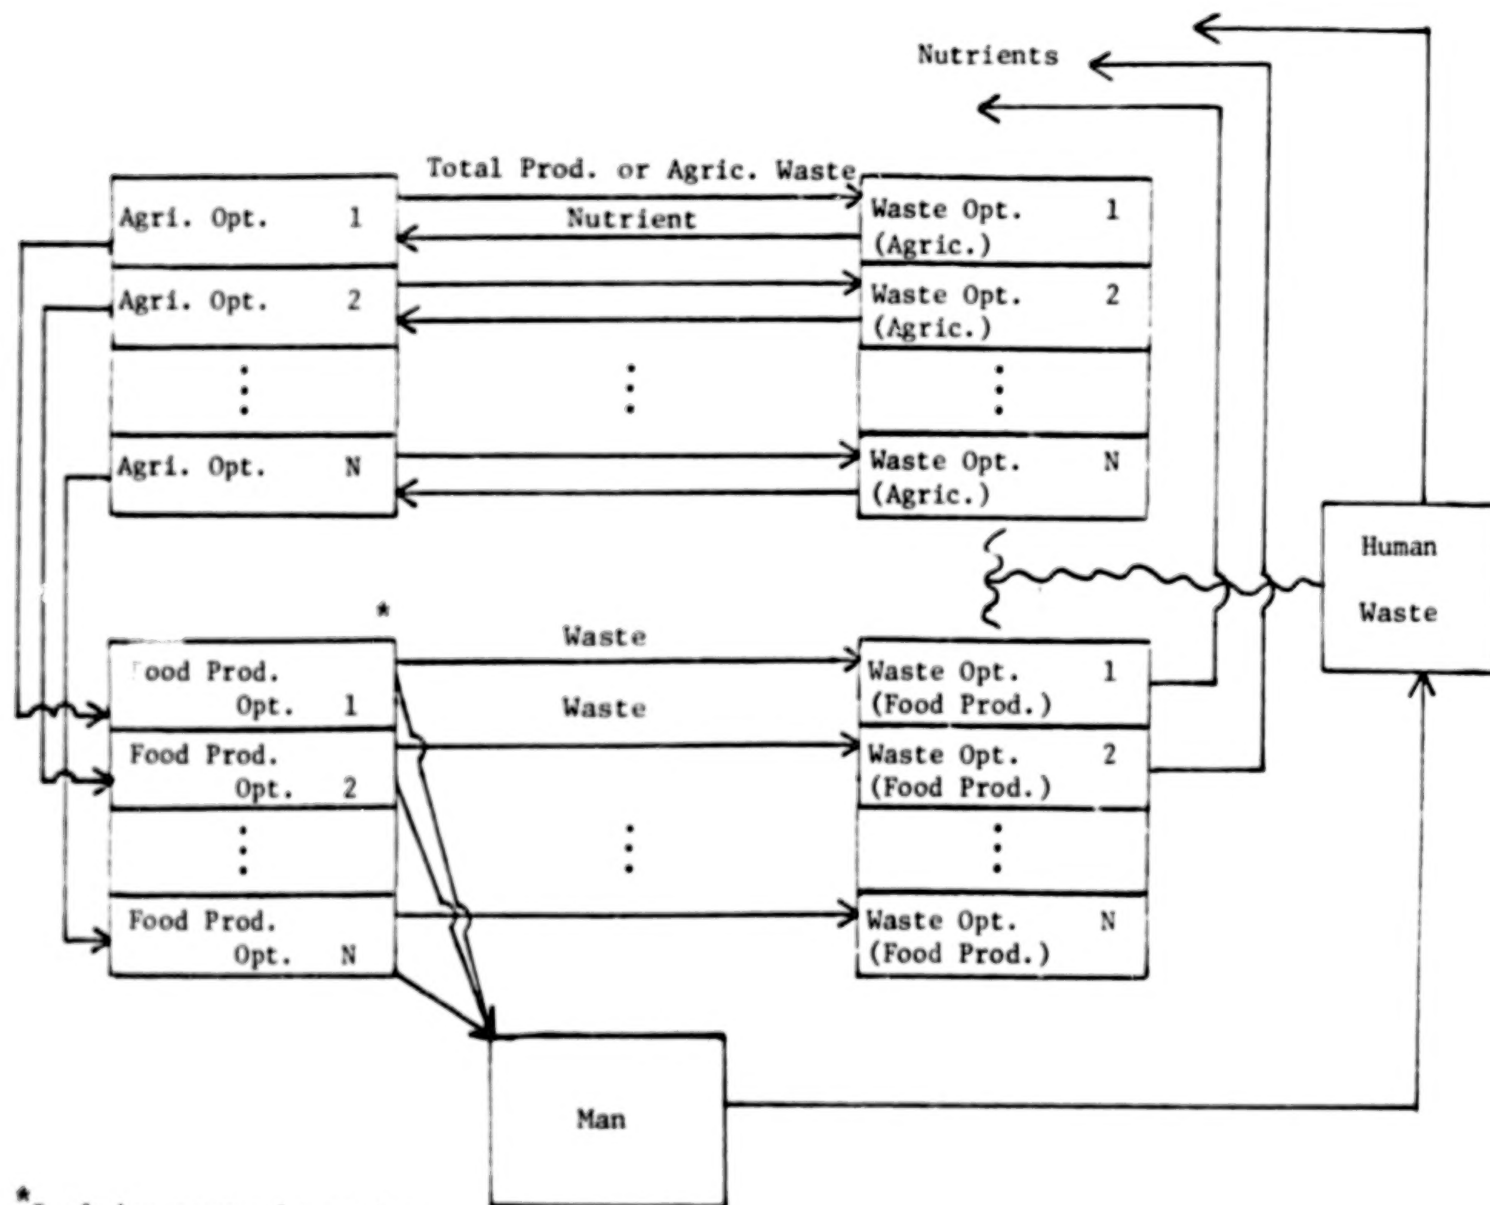 Nutrients
Total Prod. or Agric. Waste
Nutrient
Agri. Opt. 1
Agri. Opt. 2
Agri. Opt. N
Waste Opt. 1
(Agric.)
Waste Opt. 2
(Agric.)
Waste Opt. N
(Agric.)
Human
Waste
*
Food Prod.
Opt. 1
Food Prod.
Opt. 2
Food Prod.
Opt. N
Waste
Waste
Waste Opt. 1
(Food Prod.)
Waste Opt. 2
(Food Prod.)
Waste Opt. N
(Food Prod.)
Man
*